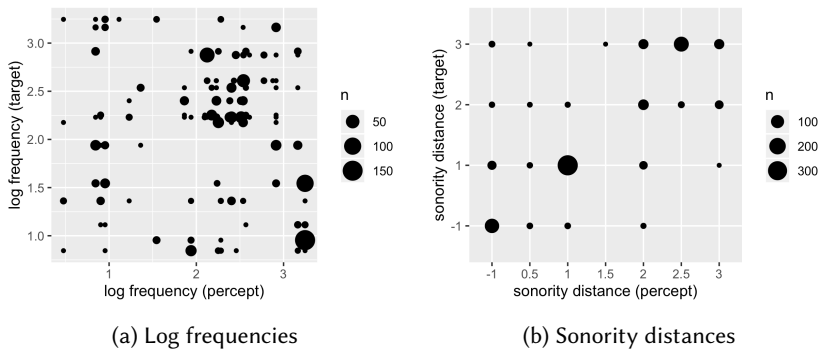 3.0
2.5
2.0
1.5
1.0
log frequency (target)
1 2 3
log frequency (percept)
n
50
100
150
(a) Log frequencies
3
2
1
-1
sonority distance (target)
-1 0.5 1 1.5 2 2.5 3
sonority distance (percept)
n
100
200
300
(b) Sonority distances